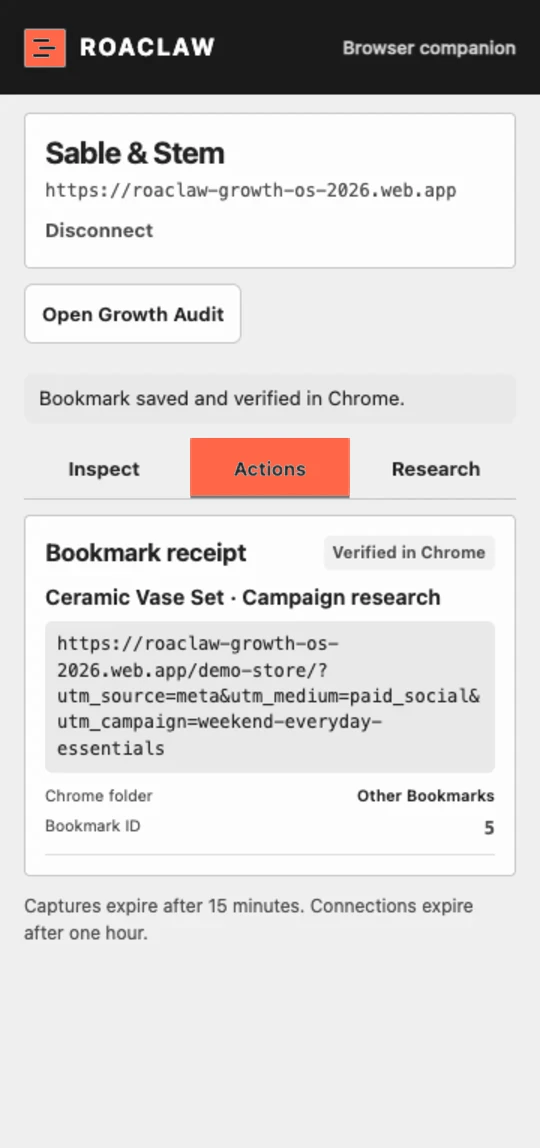 ROACLAW
Browser companion
Sable & Stem
https://roaclaw-growth-os-2026.web.app
Disconnect
Open Growth Audit
Bookmark saved and verified in Chrome.
Inspect
Actions
Research
Bookmark receipt
Verified in Chrome
Ceramic Vase Set · Campaign research
https://roaclaw-growth-os-
2026.web.app/demo-store/?
utm_source=meta&utm_medium=paid_social&
utm_campaign=weekend-everyday-
essentials
Chrome folder
Other Bookmarks
Bookmark ID
5
Captures expire after 15 minutes. Connections expire
after one hour.